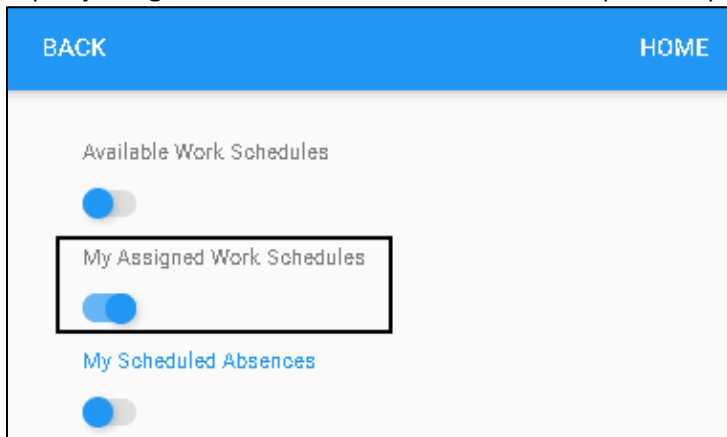 BACK HOME
Available Work Schedules
My Assigned Work Schedules
My Scheduled Absences